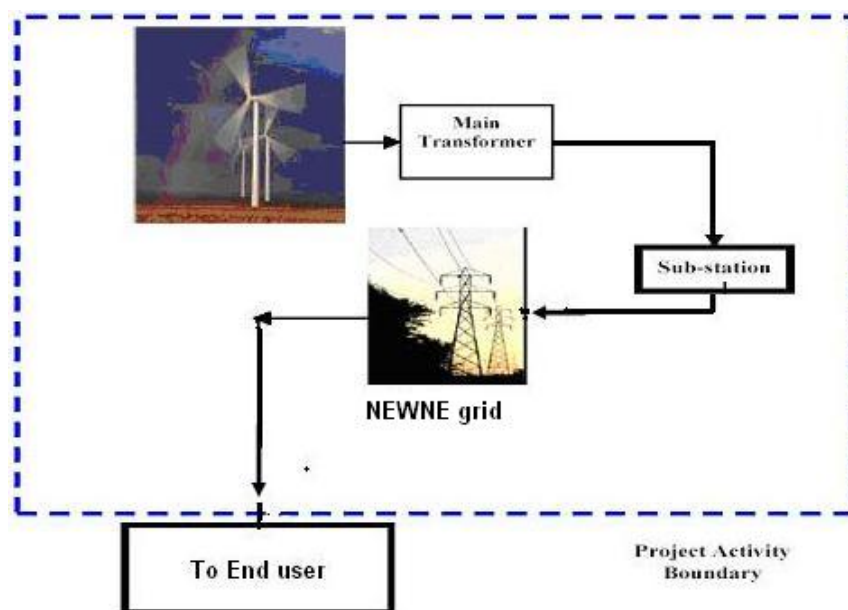 Main
Transformer
Sub-station
NEWNE grid
To End user
Project Activity
Boundary